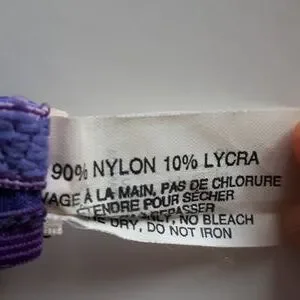 90% NYLON 10% LYCRA
VAGE À LA MAIN, PAS DE CHLORURE
ÉTENDRE POUR SÉCHER
DRY, NO BLEACH
DO NOT IRON